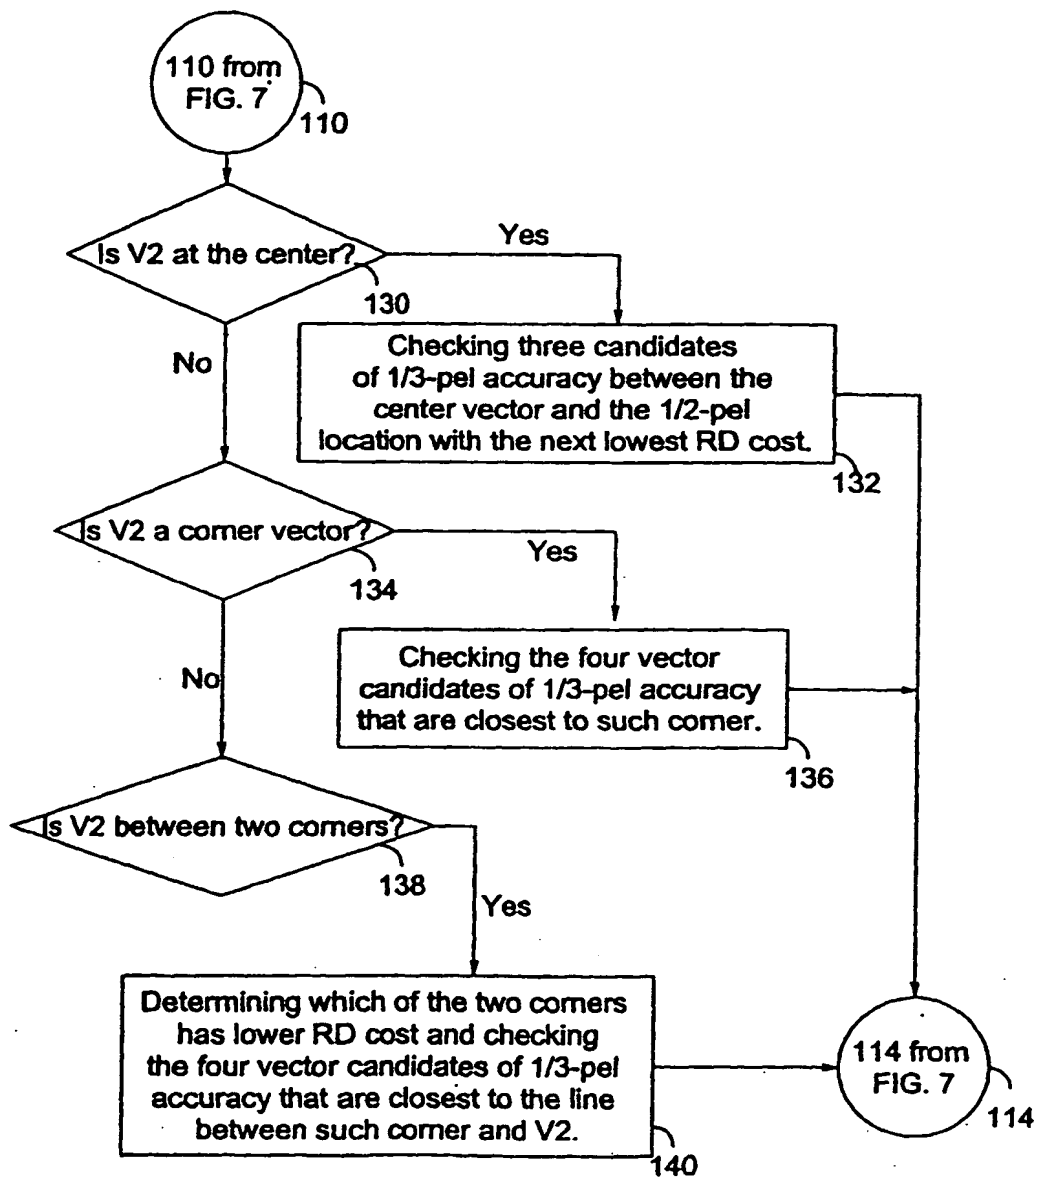 110 from
FIG. 7
110
Is V2 at the center?
130
Yes
No
Checking three candidates
of 1/3-pel accuracy between the
center vector and the 1/2-pel
location with the next lowest RD cost.
132
Is V2 a corner vector?
134
Yes
No
Checking the four vector
candidates of 1/3-pel accuracy
that are closest to such corner.
136
Is V2 between two corners?
138
Yes
Determining which of the two corners
has lower RD cost and checking
the four vector candidates of 1/3-pel
accuracy that are closest to the line
between such corner and V2.
140
114 from
FIG. 7
114